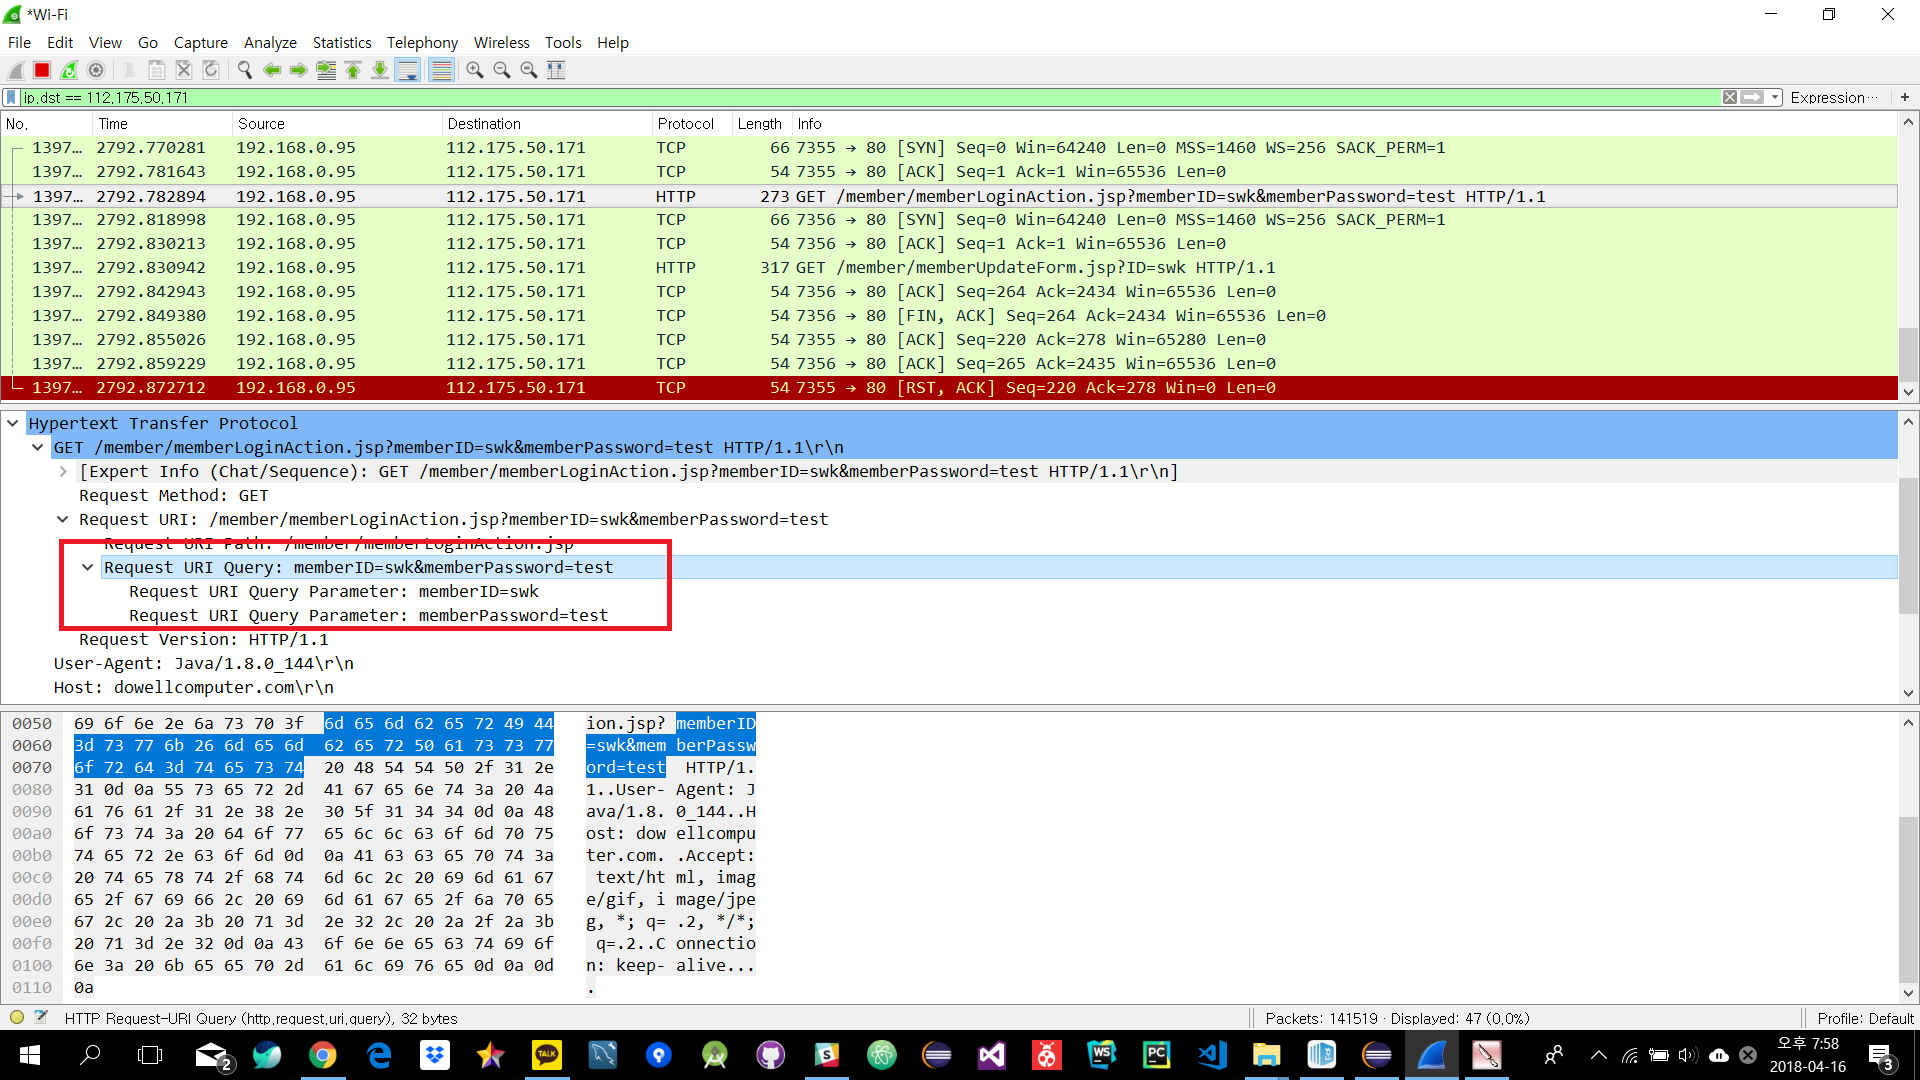 *Wi-Fi
File Edit View Go Capture Analyze Statistics Telephony Wireless Tools Help
ip.dst == 112.175.50.171 Expression… +
No. Time Source Destination Protocol Length Info
1397… 2792.770281 192.168.0.95 112.175.50.171 TCP 66 7355 → 80 [SYN] Seq=0 Win=64240 Len=0 MSS=1460 WS=256 SACK_PERM=1
1397… 2792.781643 192.168.0.95 112.175.50.171 TCP 54 7355 → 80 [ACK] Seq=1 Ack=1 Win=65536 Len=0
1397… 2792.782894 192.168.0.95 112.175.50.171 HTTP 273 GET /member/memberLoginAction.jsp?memberID=swk&memberPassword=test HTTP/1.1
1397… 2792.818998 192.168.0.95 112.175.50.171 TCP 66 7356 → 80 [SYN] Seq=0 Win=64240 Len=0 MSS=1460 WS=256 SACK_PERM=1
1397… 2792.830213 192.168.0.95 112.175.50.171 TCP 54 7356 → 80 [ACK] Seq=1 Ack=1 Win=65536 Len=0
1397… 2792.830942 192.168.0.95 112.175.50.171 HTTP 317 GET /member/memberUpdateForm.jsp?ID=swk HTTP/1.1
1397… 2792.842943 192.168.0.95 112.175.50.171 TCP 54 7356 → 80 [ACK] Seq=264 Ack=2434 Win=65536 Len=0
1397… 2792.849380 192.168.0.95 112.175.50.171 TCP 54 7356 → 80 [FIN, ACK] Seq=264 Ack=2434 Win=65536 Len=0
1397… 2792.855026 192.168.0.95 112.175.50.171 TCP 54 7355 → 80 [ACK] Seq=220 Ack=278 Win=65280 Len=0
1397… 2792.859229 192.168.0.95 112.175.50.171 TCP 54 7356 → 80 [ACK] Seq=265 Ack=2435 Win=65536 Len=0
1397… 2792.872712 192.168.0.95 112.175.50.171 TCP 54 7355 → 80 [RST, ACK] Seq=220 Ack=278 Win=0 Len=0
Hypertext Transfer Protocol
GET /member/memberLoginAction.jsp?memberID=swk&memberPassword=test HTTP/1.1\r\n
[Expert Info (Chat/Sequence): GET /member/memberLoginAction.jsp?memberID=swk&memberPassword=test HTTP/1.1\r\n]
Request Method: GET
Request URI: /member/memberLoginAction.jsp?memberID=swk&memberPassword=test
Request URI Path: /member/memberLoginAction.jsp
Request URI Query: memberID=swk&memberPassword=test
Request URI Query Parameter: memberID=swk
Request URI Query Parameter: memberPassword=test
Request Version: HTTP/1.1
User-Agent: Java/1.8.0_144\r\n
Host: dowellcomputer.com\r\n
0050 69 6f 6e 2e 6a 73 70 3f 6d 65 6d 62 65 72 49 44 ion.jsp? memberID
0060 3d 73 77 6b 26 6d 65 6d 62 65 72 50 61 73 73 77 =swk&mem berPassw
0070 6f 72 64 3d 74 65 73 74 20 48 54 54 50 2f 31 2e ord=test HTTP/1.
0080 31 0d 0a 55 73 65 72 2d 41 67 65 6e 74 3a 20 4a 1..User- Agent: J
0090 61 76 61 2f 31 2e 38 2e 30 5f 31 34 34 0d 0a 48 ava/1.8. 0_144..H
00a0 6f 73 74 3a 20 64 6f 77 65 6c 6c 63 6f 6d 70 75 ost: dow ellcompu
00b0 74 65 72 2e 63 6f 6d 0d 0a 41 63 63 65 70 74 3a ter.com. .Accept:
00c0 20 74 65 78 74 2f 68 74 6d 6c 2c 20 69 6d 61 67 text/ht ml, imag
00d0 65 2f 67 69 66 2c 20 69 6d 61 67 65 2f 6a 70 65 e/gif, i mage/jpe
00e0 67 2c 20 2a 3b 20 71 3d 2e 32 2c 20 2a 2f 2a 3b g, *; q= .2, */*;
00f0 20 71 3d 2e 32 0d 0a 43 6f 6e 6e 65 63 74 69 6f q=.2..C onnectio
0100 6e 3a 20 6b 65 65 70 2d 61 6c 69 76 65 0d 0a 0d n: keep- alive...
0110 0a .
HTTP Request-URI Query (http.request.uri.query), 32 bytes Packets: 141519 · Displayed: 47 (0.0%) Profile: Default
2 TALK S WS PC 오후 7:58
2018-04-16 3